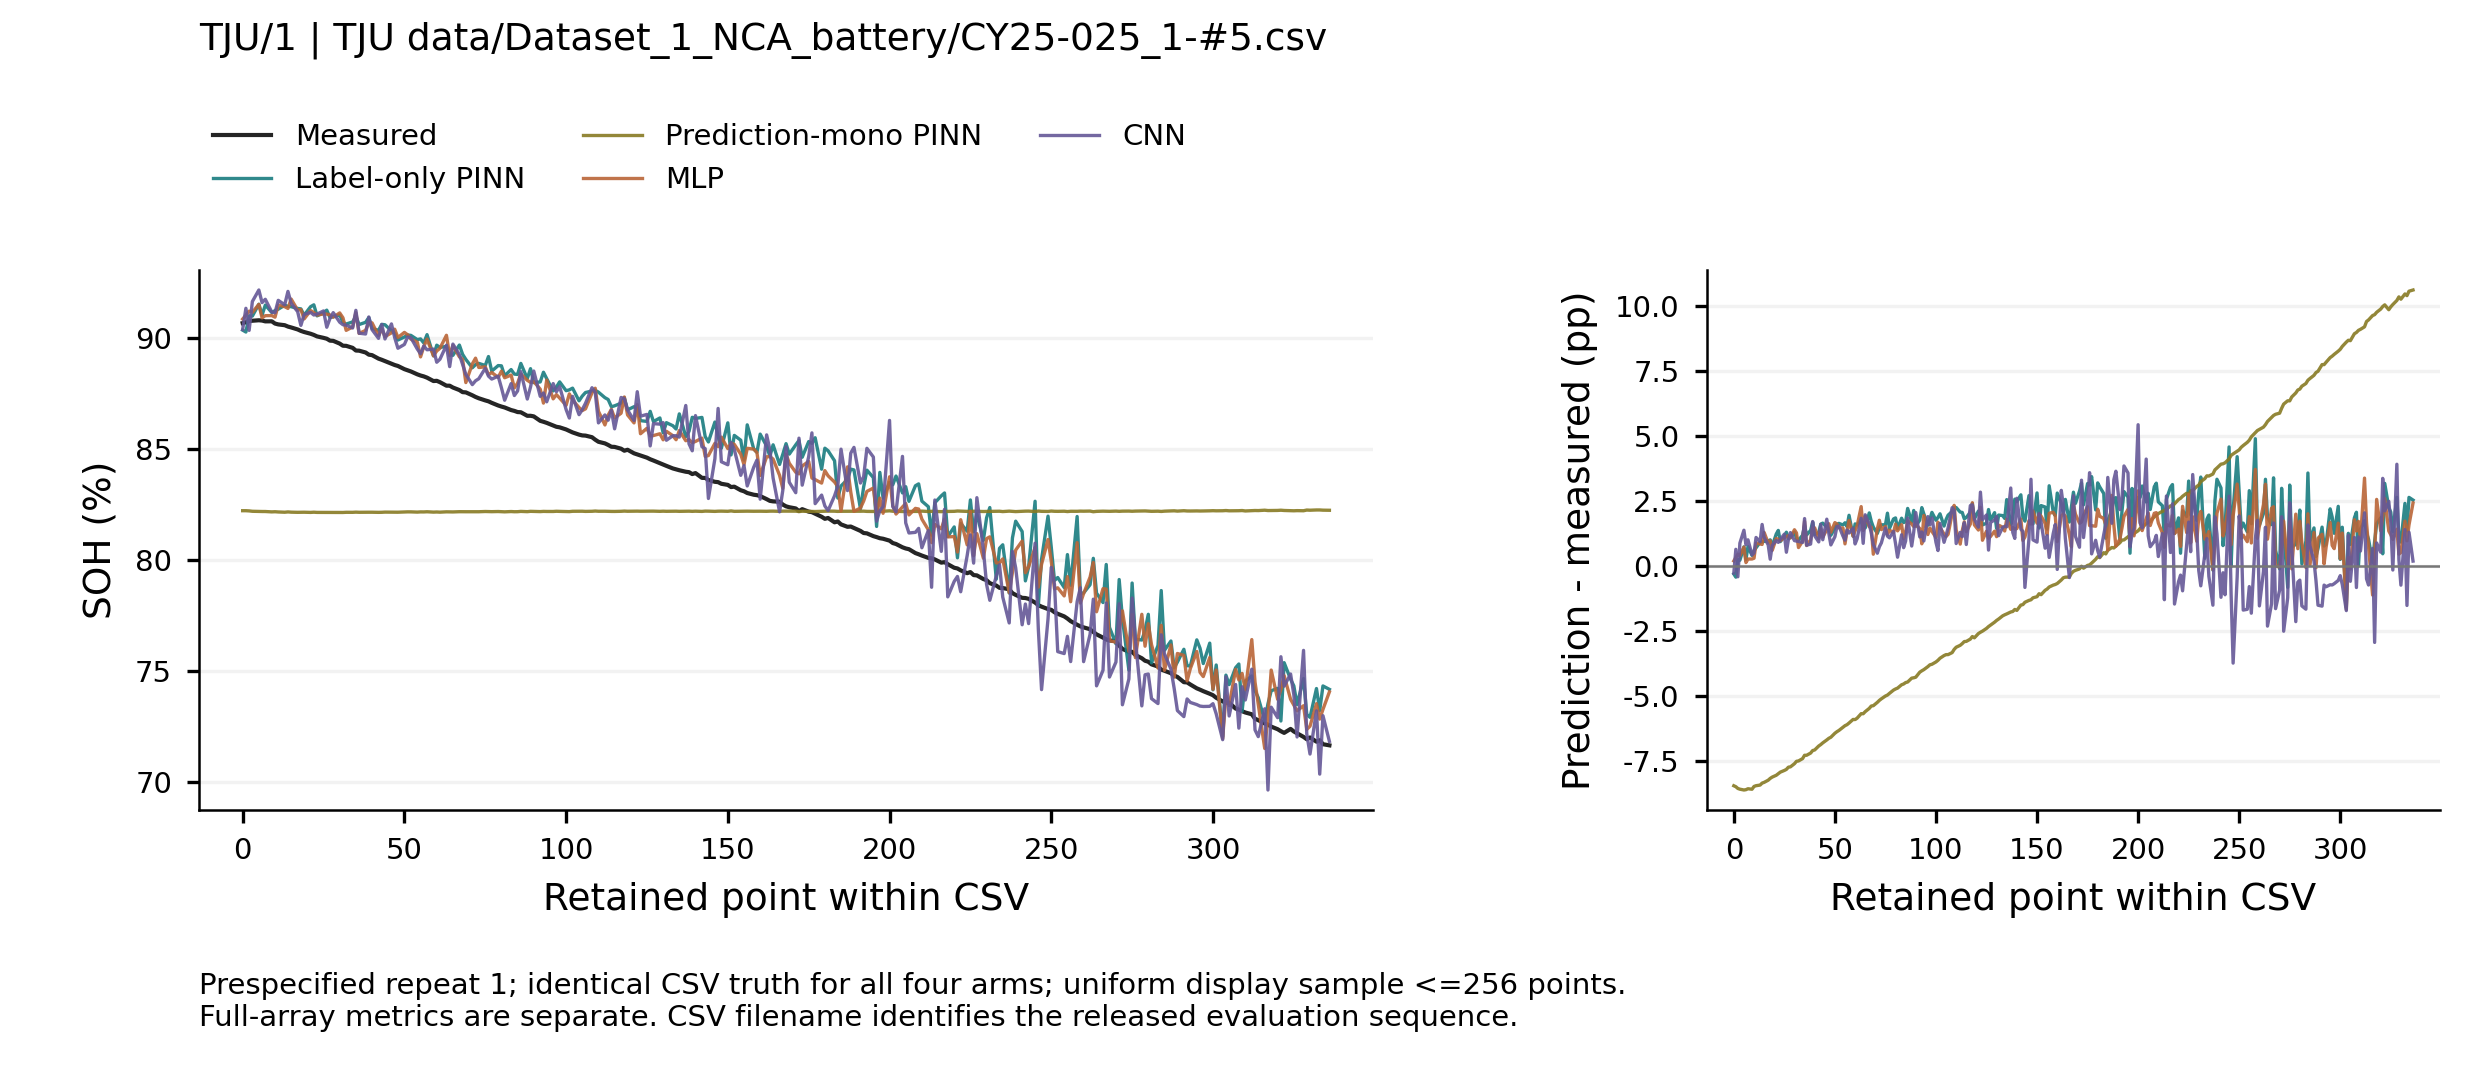 TJU/1 | TJU data/Dataset_1_NCA_battery/CY25-025_1-#5.csv
Measured
Label-only PINN
Prediction-mono PINN
MLP
CNN
SOH (%)
90
85
80
75
70
0 50 100 150 200 250 300
Retained point within CSV
Prediction - measured (pp)
10.0
7.5
5.0
2.5
0.0
-2.5
-5.0
-7.5
0 50 100 150 200 250 300
Retained point within CSV
Prespecified repeat 1; identical CSV truth for all four arms; uniform display sample <=256 points.
Full-array metrics are separate. CSV filename identifies the released evaluation sequence.